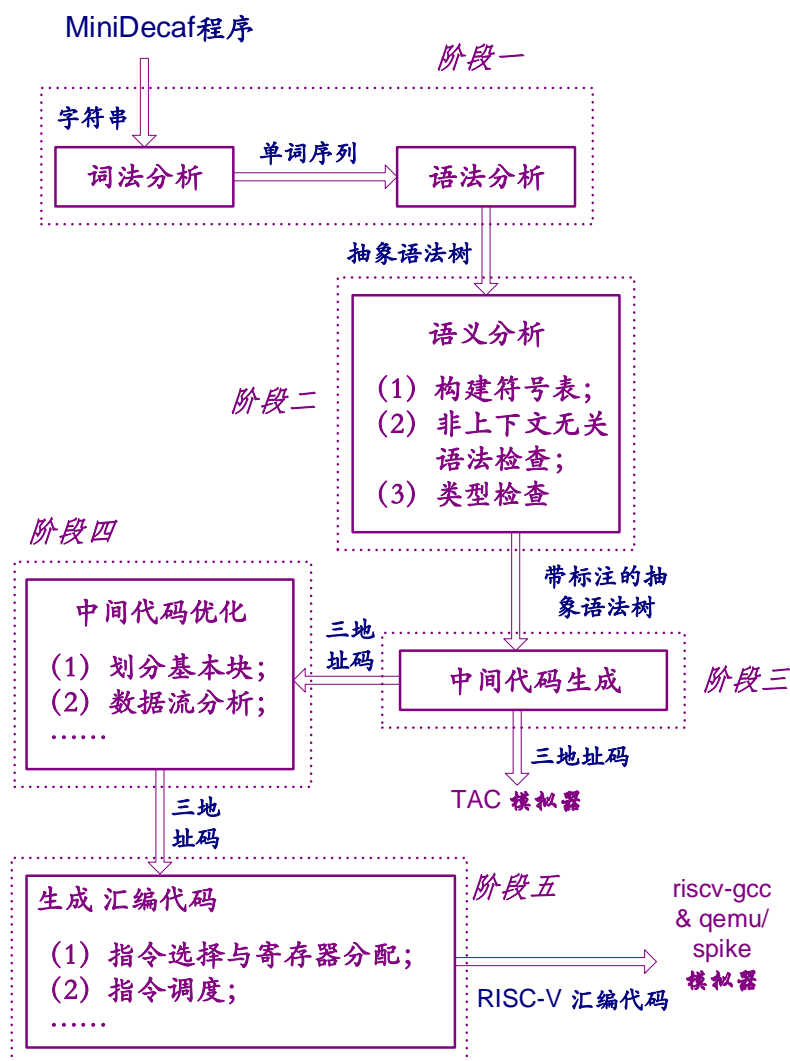 MiniDecaf程序
阶段一
字符串
单词序列
词法分析
语法分析
抽象语法树
语义分析
阶段二
(1) 构建符号表;
(2) 非上下文无关
语法检查;
(3) 类型检查
阶段四
带标注的抽
象语法树
中间代码优化
(1) 划分基本块;
(2) 数据流分析;
……
三地
址码
中间代码生成
阶段三
三地址码
TAC 模拟器
三地
址码
阶段五
生成 汇编代码
(1) 指令选择与寄存器分配;
(2) 指令调度;
……
RISC-V 汇编代码
riscv-gcc
& qemu/
spike
模拟器